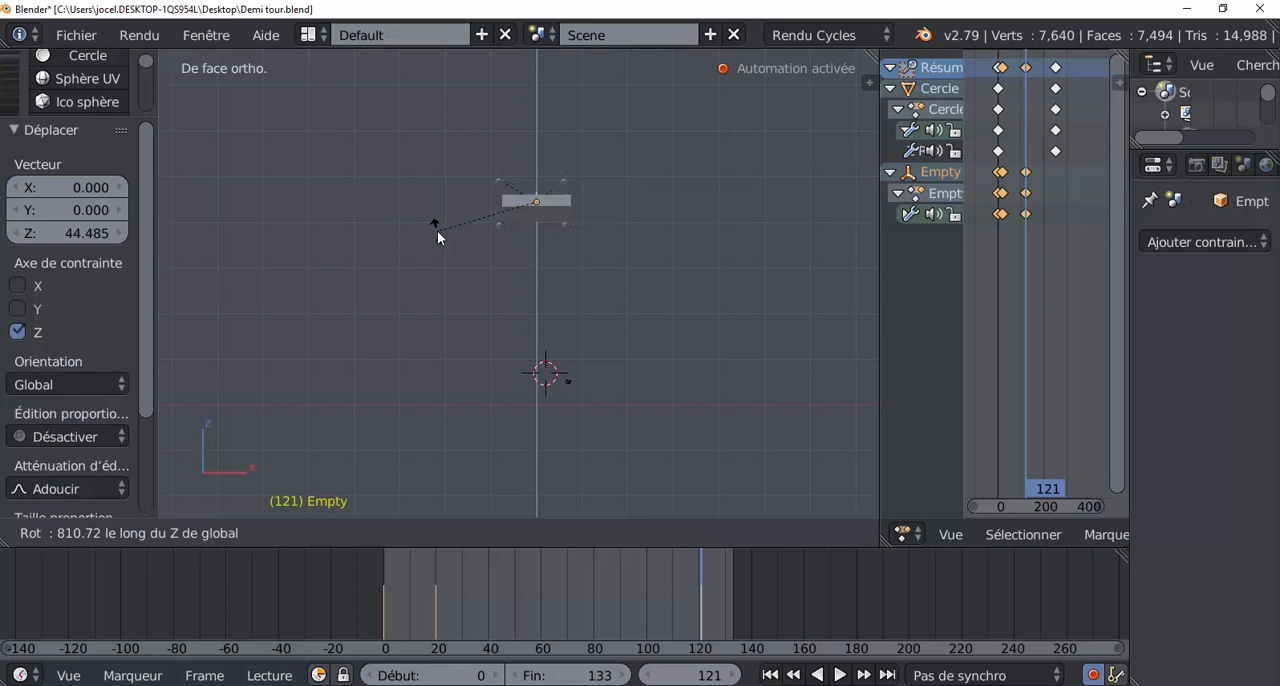 Blender* [C:\Users\jocel.DESKTOP-1QS954L\Desktop\Demi tour.blend]
Fichier Rendu Fenêtre Aide Default Scene Rendu Cycles v2.79 | Verts : 7,640 | Faces : 7,494 | Tris : 14,988 |
Cercle
Sphère UV
Ico sphère
Déplacer
Vecteur
X: 0.000
Y: 0.000
Z: 44.485
Axe de contrainte
X
Y
Z
Orientation
Global
Édition proportio...
Désactiver
Atténuation d'éd...
Adoucir
De face ortho.
Automation activée
Z
X
(121) Empty
Rot : 810.72 le long du Z de global
Résum
Cercle
Cercle
Empty
Empt
121
0 200 400
Vue Sélectionner Marque
Vue Cherch
Sc
Empt
Ajouter contrain...
-140 -120 -100 -80 -60 -40 -20 0 20 40 60 80 100 120 140 160 180 200 220 240 260
Vue Marqueur Frame Lecture Début: 0 Fin: 133 121 Pas de synchro